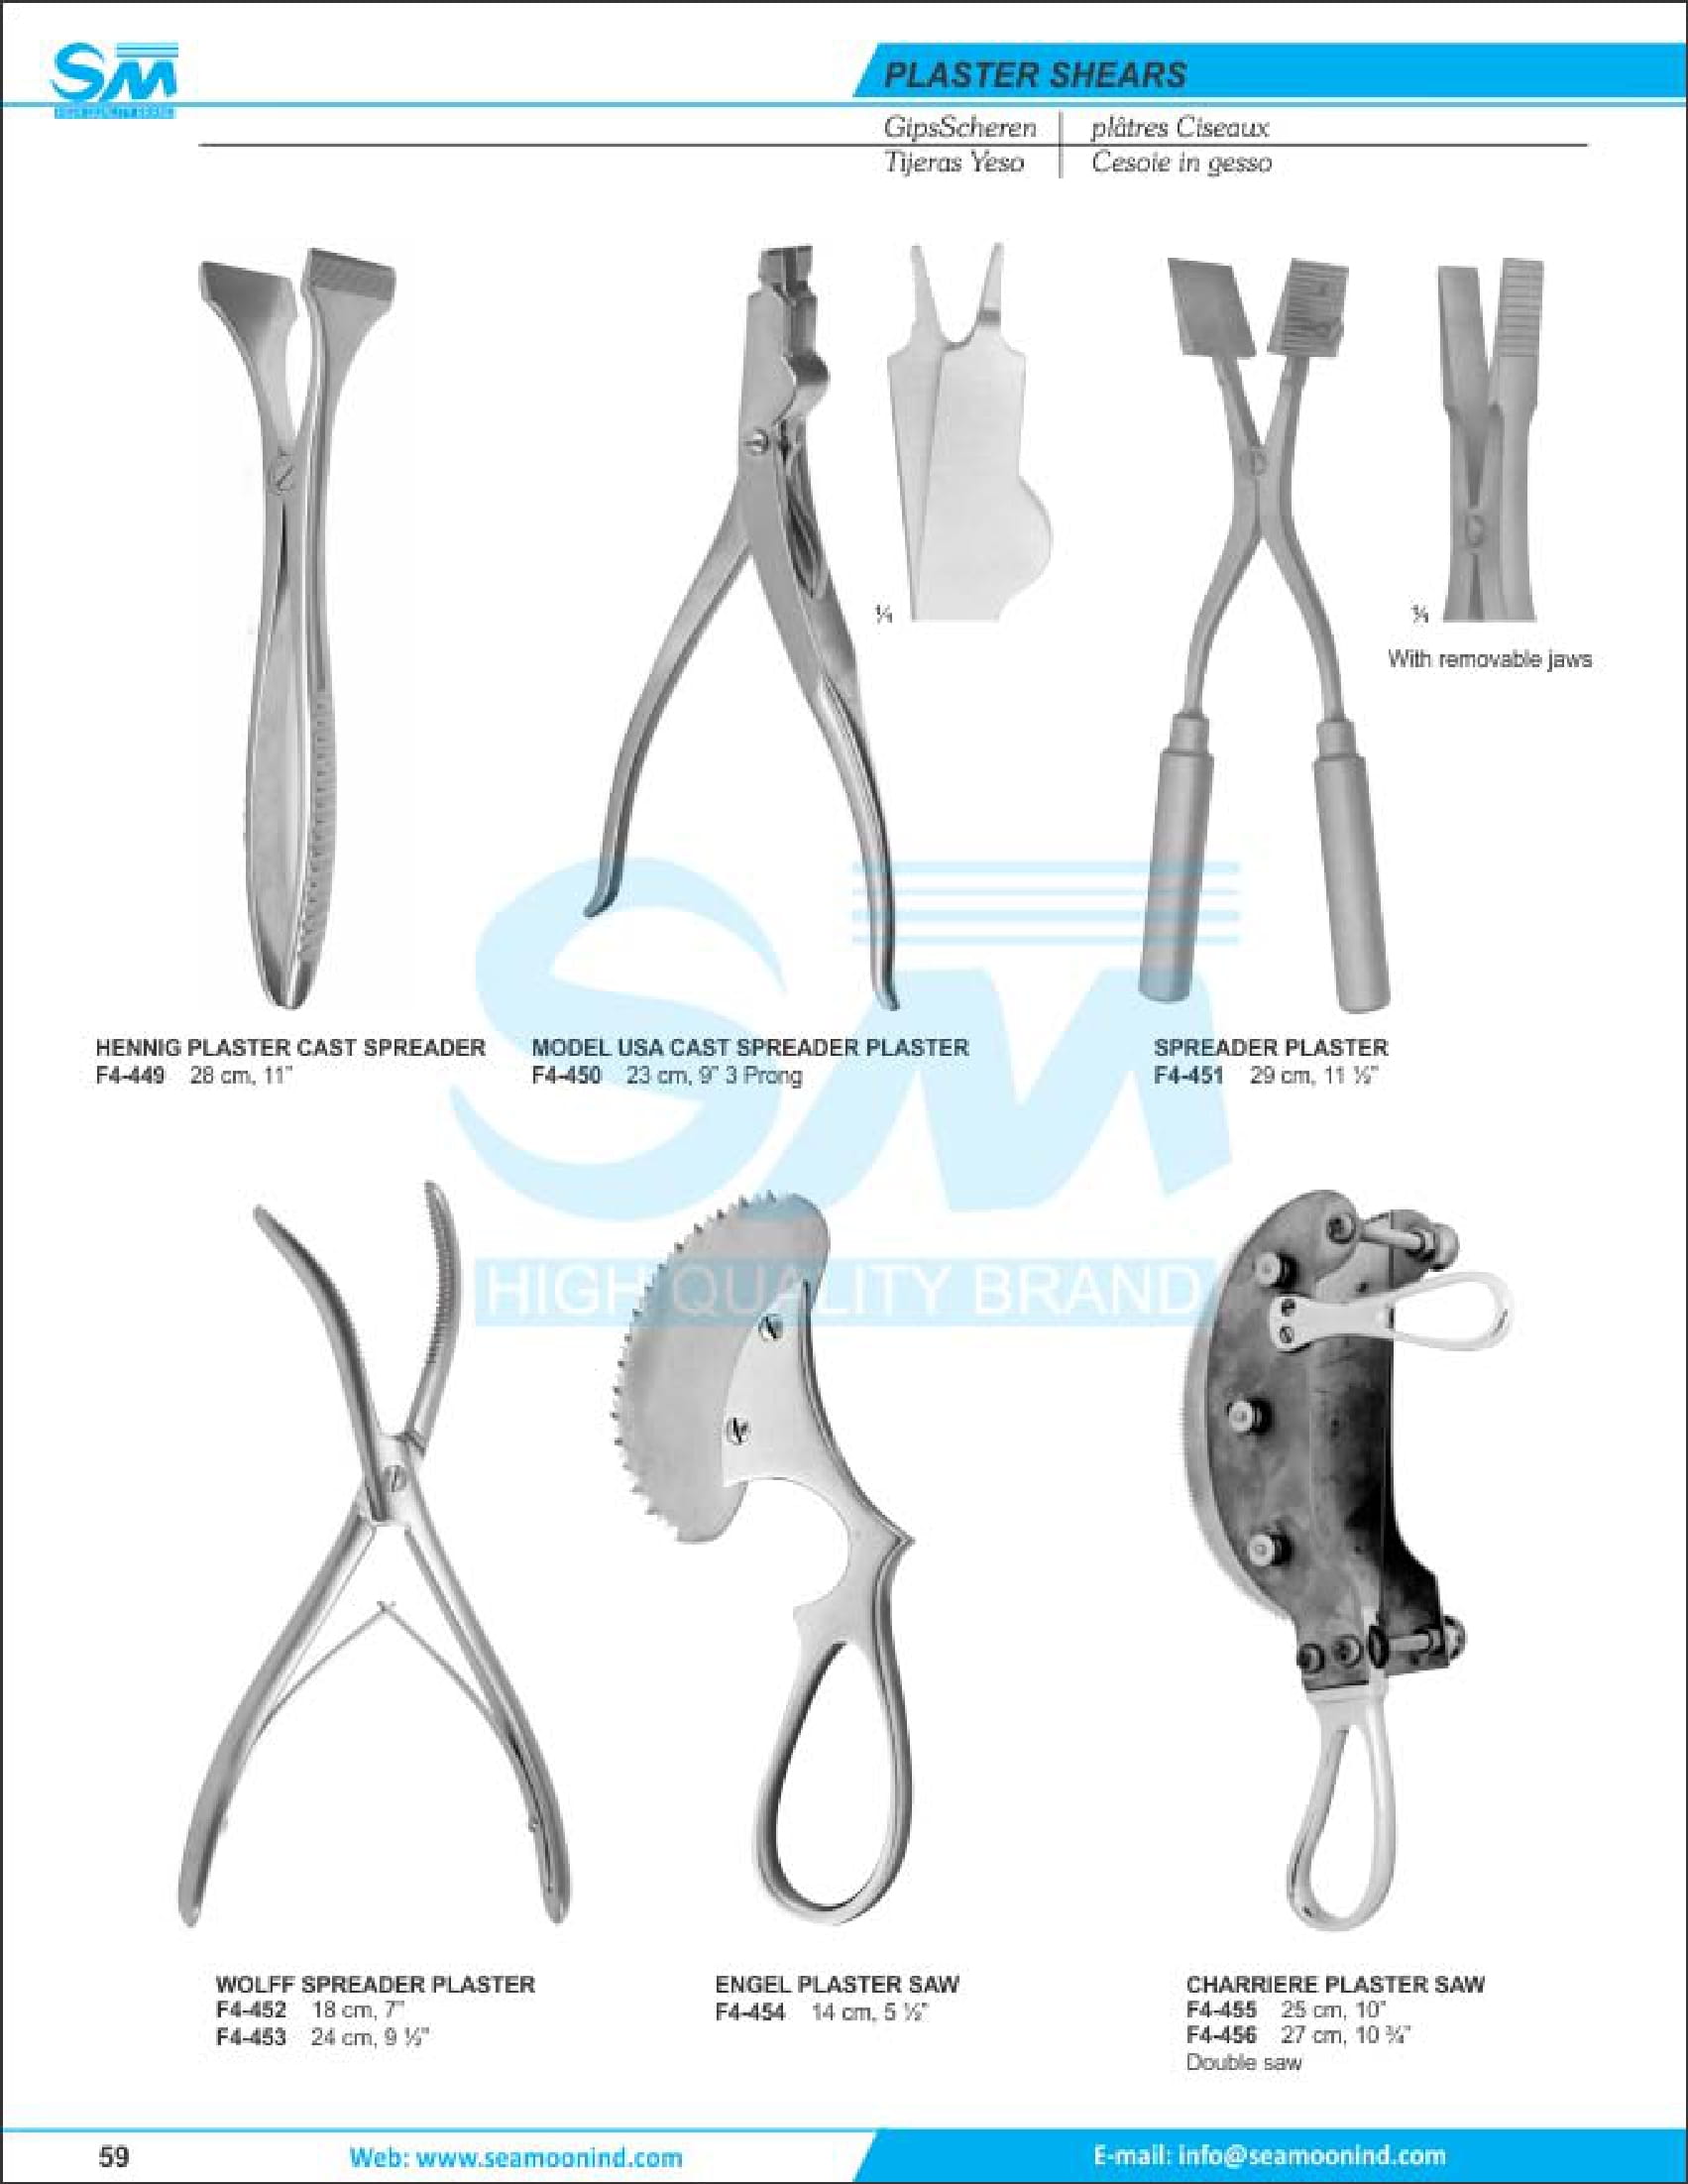 SM
PLASTER SHEARS
GipsScheren
plâtres Ciseaux
Tijeras Yeso
Cesoie in gesso
¼
¾
With removable jaws
HENNIG PLASTER CAST SPREADER
F4-449 28 cm, 11"
MODEL USA CAST SPREADER PLASTER
F4-450 23 cm, 9" 3 Prong
SPREADER PLASTER
F4-451 29 cm, 11 ½"
SM
HIGH QUALITY BRAND
WOLFF SPREADER PLASTER
F4-452 18 cm, 7"
F4-453 24 cm, 9 ½"
ENGEL PLASTER SAW
F4-454 14 cm, 5 ½"
CHARRIERE PLASTER SAW
F4-455 25 cm, 10"
F4-456 27 cm, 10 ¾"
Double saw
59
Web: www.seamoonind.com
E-mail: info@seamoonind.com